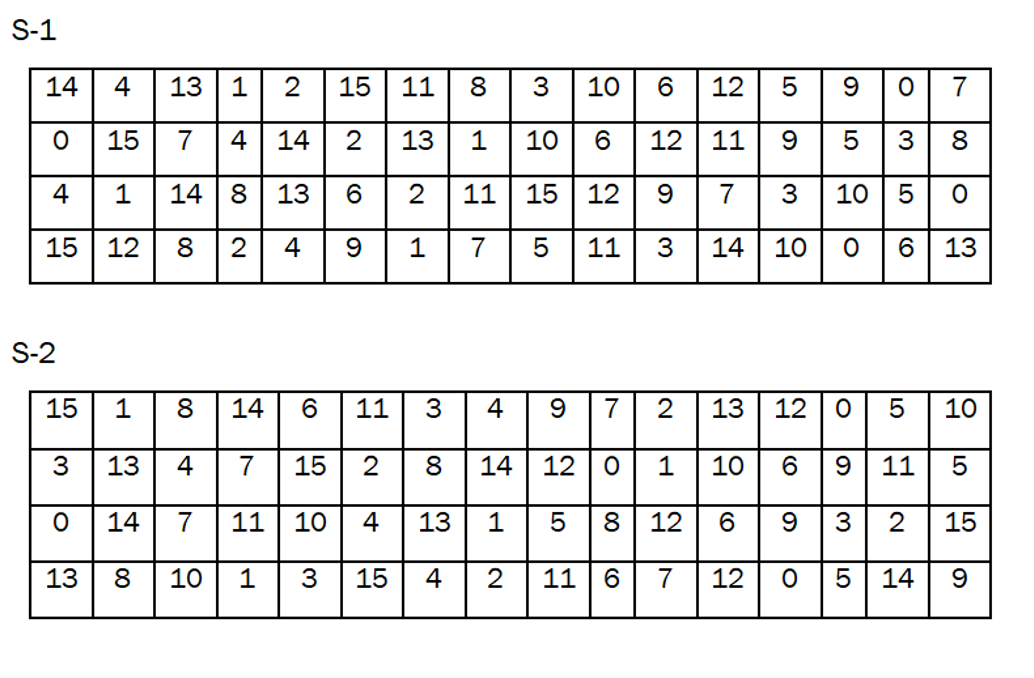 S-1
14 4 13 1 2 15 11 8 3 10 6 12 5 9 0 7
0 15 7 4 14 2 13 1 10 6 12 11 9 5 3 8
4 1 14 8 13 6 2 11 15 12 9 7 3 10 5 0
15 12 8 2 4 9 1 7 5 11 3 14 10 0 6 13
S-2
15 1 8 14 6 11 3 4 9 7 2 13 12 0 5 10
3 13 4 7 15 2 8 14 12 0 1 10 6 9 11 5
0 14 7 11 10 4 13 1 5 8 12 6 9 3 2 15
13 8 10 1 3 15 4 2 11 6 7 12 0 5 14 9